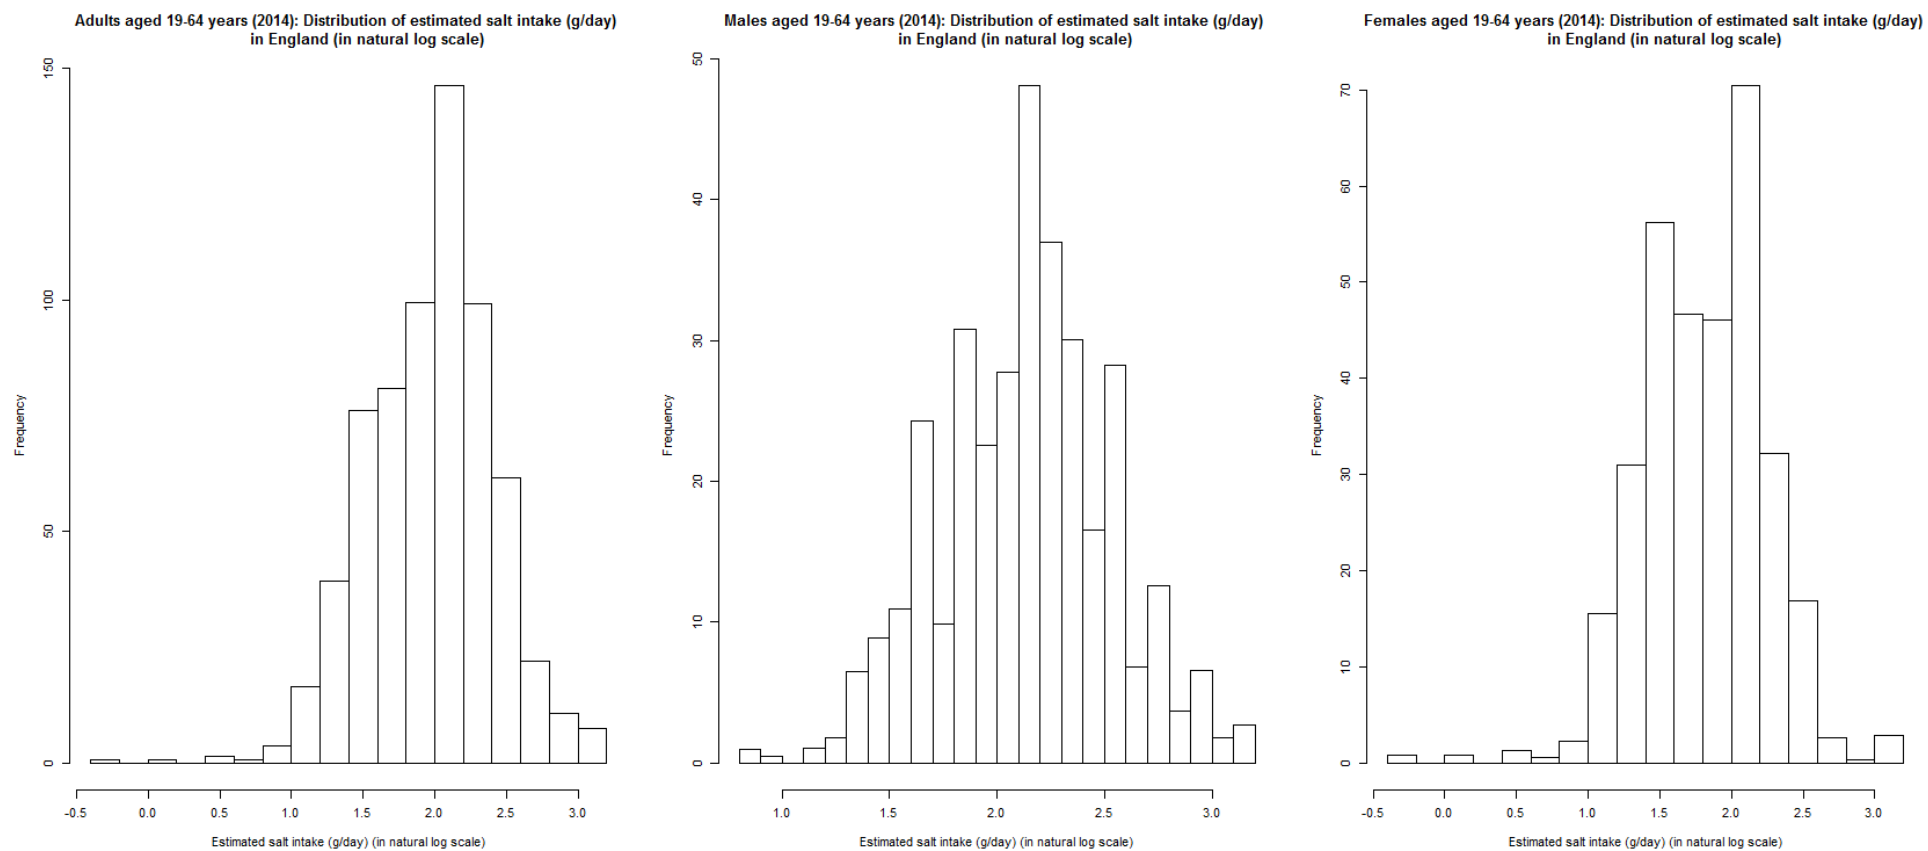 Adults aged 19-64 years (2014): Distribution of estimated salt intake (g/day)
in England (in natural log scale)
150
100
50
0
Frequency
-0.5 0.0 0.5 1.0 1.5 2.0 2.5 3.0
Estimated salt intake (g/day) (in natural log scale)
Males aged 19-64 years (2014): Distribution of estimated salt intake (g/day)
in England (in natural log scale)
50
40
30
20
10
0
Frequency
1.0 1.5 2.0 2.5 3.0
Estimated salt intake (g/day) (in natural log scale)
Females aged 19-64 years (2014): Distribution of estimated salt intake (g/day)
in England (in natural log scale)
70
60
50
40
30
20
10
0
Frequency
-0.5 0.0 0.5 1.0 1.5 2.0 2.5 3.0
Estimated salt intake (g/day) (in natural log scale)